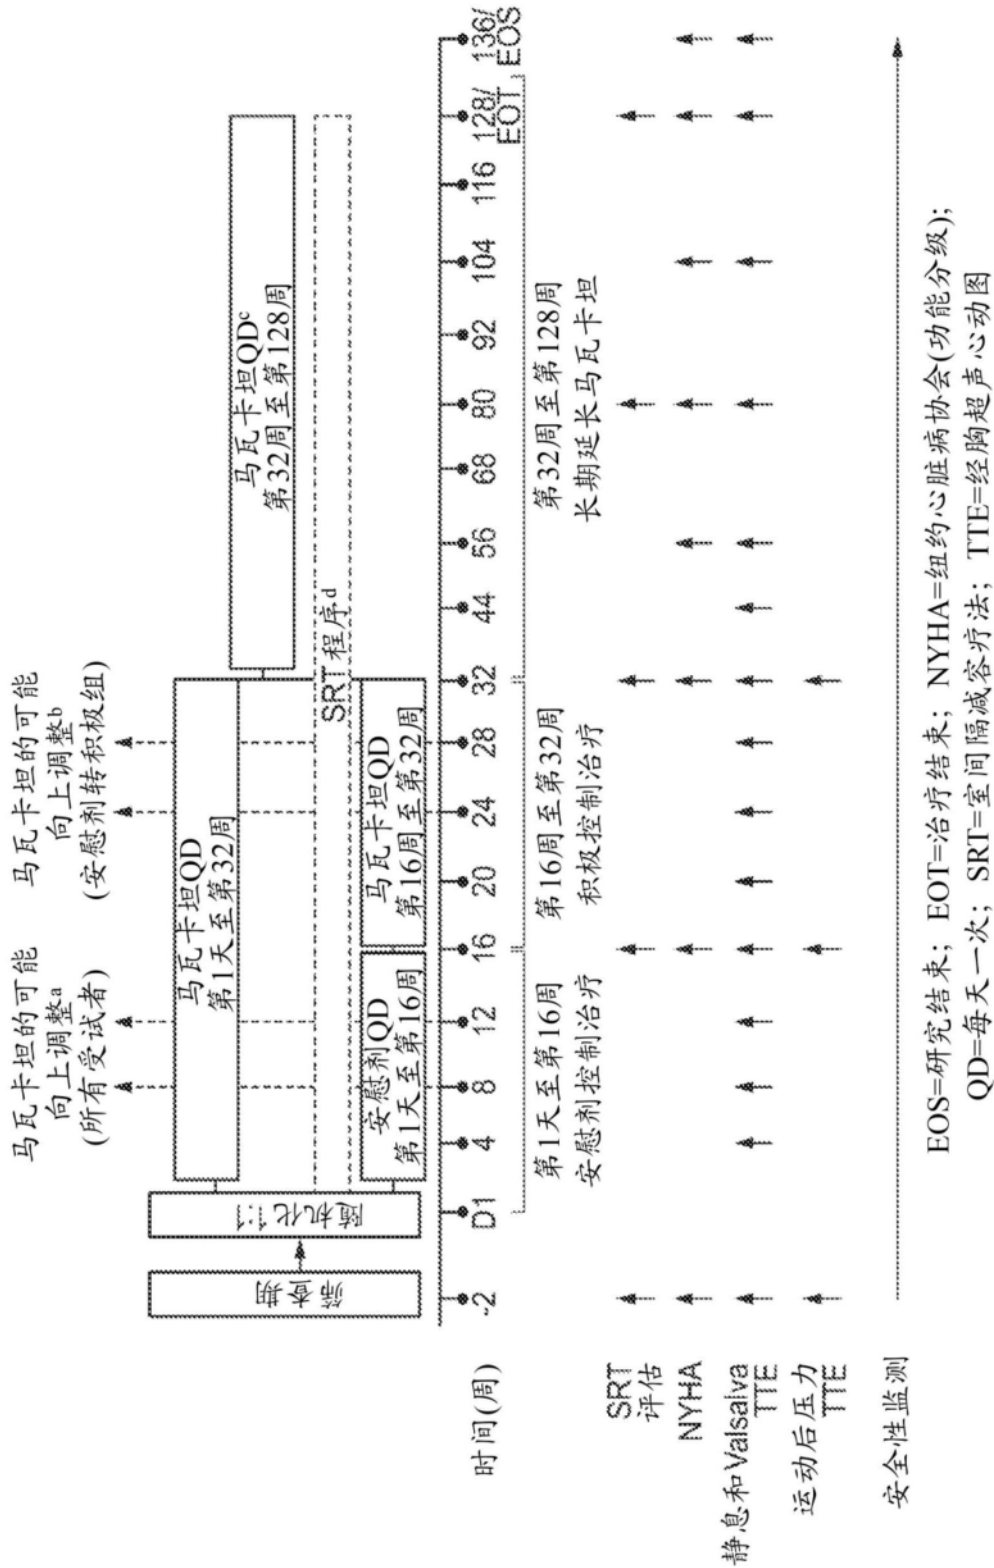 马瓦卡坦的可能
向上调整a
(所有受试者)
马瓦卡坦的可能
向上调整b
(安慰剂转积极组)
筛查期
随机化1:1
马瓦卡坦QD
第1天至第32周
马瓦卡坦QDc
第32周至第128周
SRT程序d
安慰剂QD
第1天至第16周
马瓦卡坦QD
第16周至第32周
时间(周)
-2 D1 4 8 12 16 20 24 28 32 44 56 68 80 92 104 116 128/ 136/
EOT EOS
第1天至第16周
安慰剂控制治疗
第16周至第32周
积极控制治疗
第32周至第128周
长期延长马瓦卡坦
SRT
评估
NYHA
静息和Valsalva
TTE
运动后压力
TTE
安全性监测
EOS=研究结束；EOT=治疗结束；NYHA=纽约心脏病协会(功能分级)；
QD=每天一次；SRT=室间隔减容疗法；TTE=经胸超声心动图